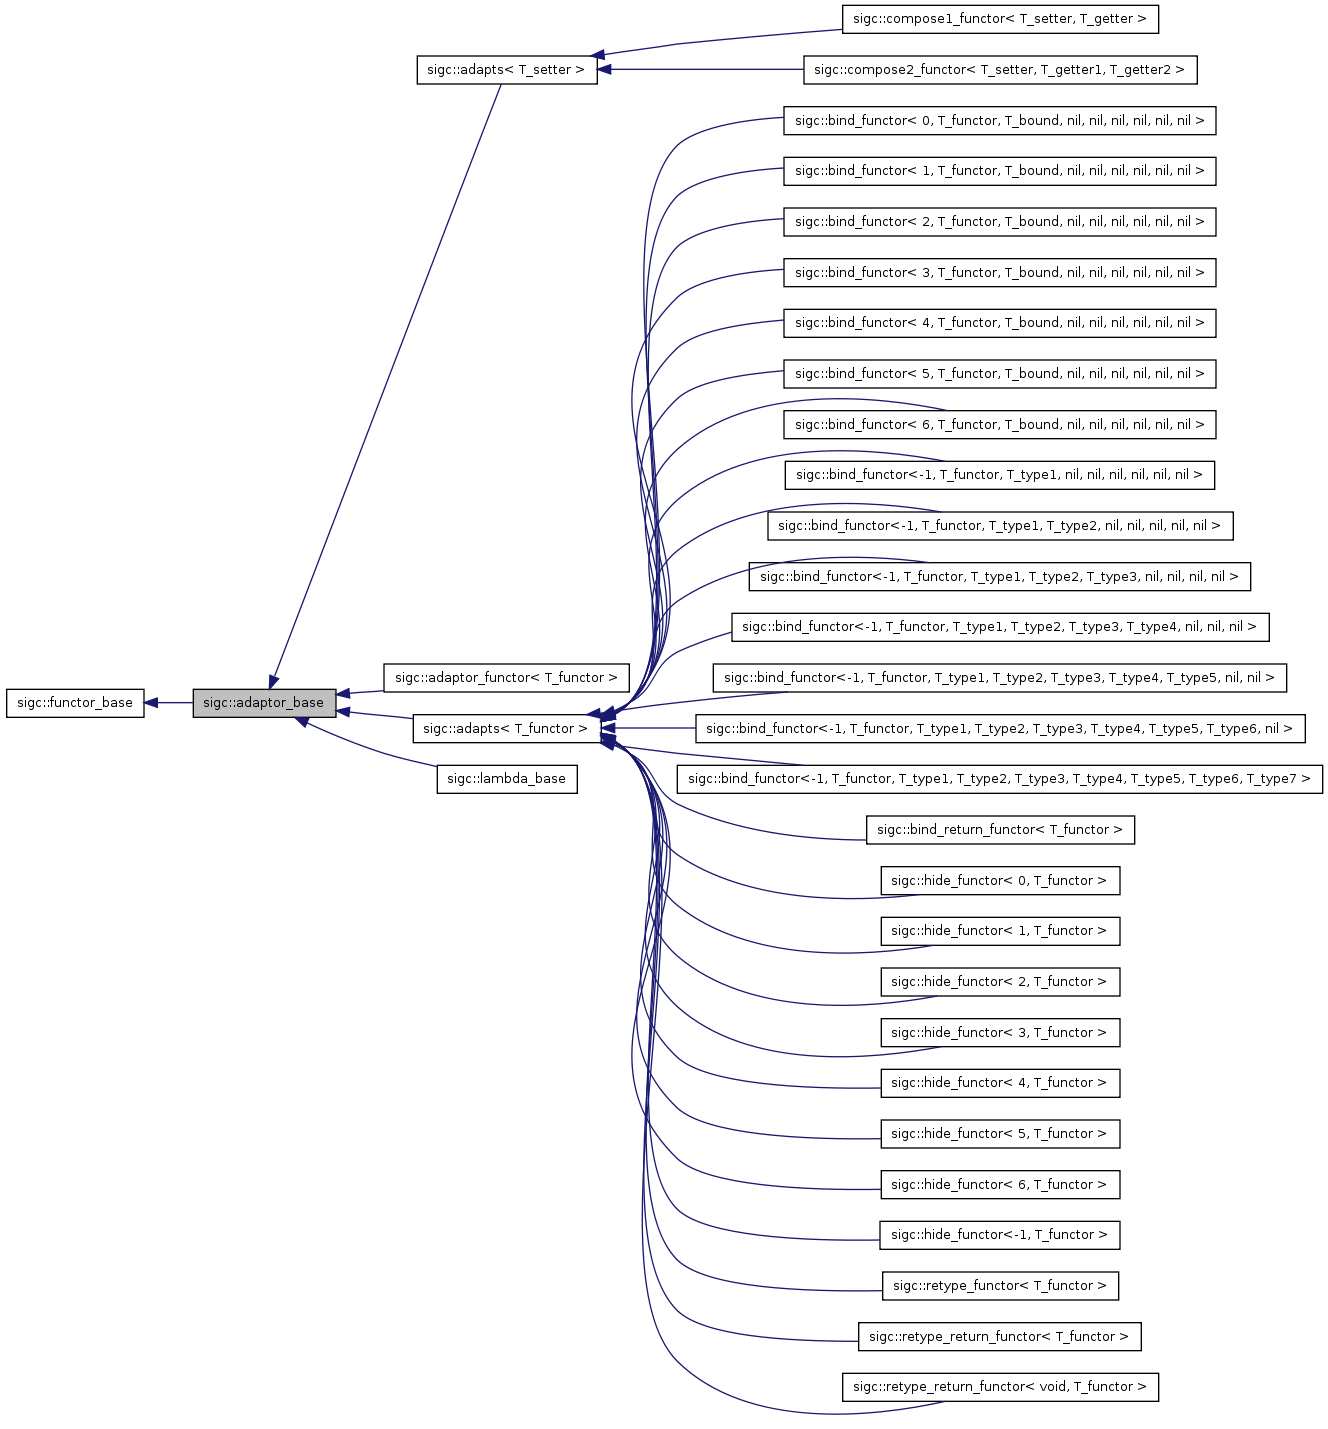 sigc::compose1_functor< T_setter, T_getter >
sigc::adapts< T_setter >
sigc::compose2_functor< T_setter, T_getter1, T_getter2 >
sigc::bind_functor< 0, T_functor, T_bound, nil, nil, nil, nil, nil, nil >
sigc::bind_functor< 1, T_functor, T_bound, nil, nil, nil, nil, nil, nil >
sigc::bind_functor< 2, T_functor, T_bound, nil, nil, nil, nil, nil, nil >
sigc::bind_functor< 3, T_functor, T_bound, nil, nil, nil, nil, nil, nil >
sigc::bind_functor< 4, T_functor, T_bound, nil, nil, nil, nil, nil, nil >
sigc::bind_functor< 5, T_functor, T_bound, nil, nil, nil, nil, nil, nil >
sigc::bind_functor< 6, T_functor, T_bound, nil, nil, nil, nil, nil, nil >
sigc::bind_functor<-1, T_functor, T_type1, nil, nil, nil, nil, nil, nil >
sigc::bind_functor<-1, T_functor, T_type1, T_type2, nil, nil, nil, nil, nil >
sigc::bind_functor<-1, T_functor, T_type1, T_type2, T_type3, nil, nil, nil, nil >
sigc::bind_functor<-1, T_functor, T_type1, T_type2, T_type3, T_type4, nil, nil, nil >
sigc::adaptor_functor< T_functor >
sigc::bind_functor<-1, T_functor, T_type1, T_type2, T_type3, T_type4, T_type5, nil, nil >
sigc::functor_base
sigc::adaptor_base
sigc::adapts< T_functor >
sigc::bind_functor<-1, T_functor, T_type1, T_type2, T_type3, T_type4, T_type5, T_type6, nil >
sigc::lambda_base
sigc::bind_functor<-1, T_functor, T_type1, T_type2, T_type3, T_type4, T_type5, T_type6, T_type7 >
sigc::bind_return_functor< T_functor >
sigc::hide_functor< 0, T_functor >
sigc::hide_functor< 1, T_functor >
sigc::hide_functor< 2, T_functor >
sigc::hide_functor< 3, T_functor >
sigc::hide_functor< 4, T_functor >
sigc::hide_functor< 5, T_functor >
sigc::hide_functor< 6, T_functor >
sigc::hide_functor<-1, T_functor >
sigc::retype_functor< T_functor >
sigc::retype_return_functor< T_functor >
sigc::retype_return_functor< void, T_functor >